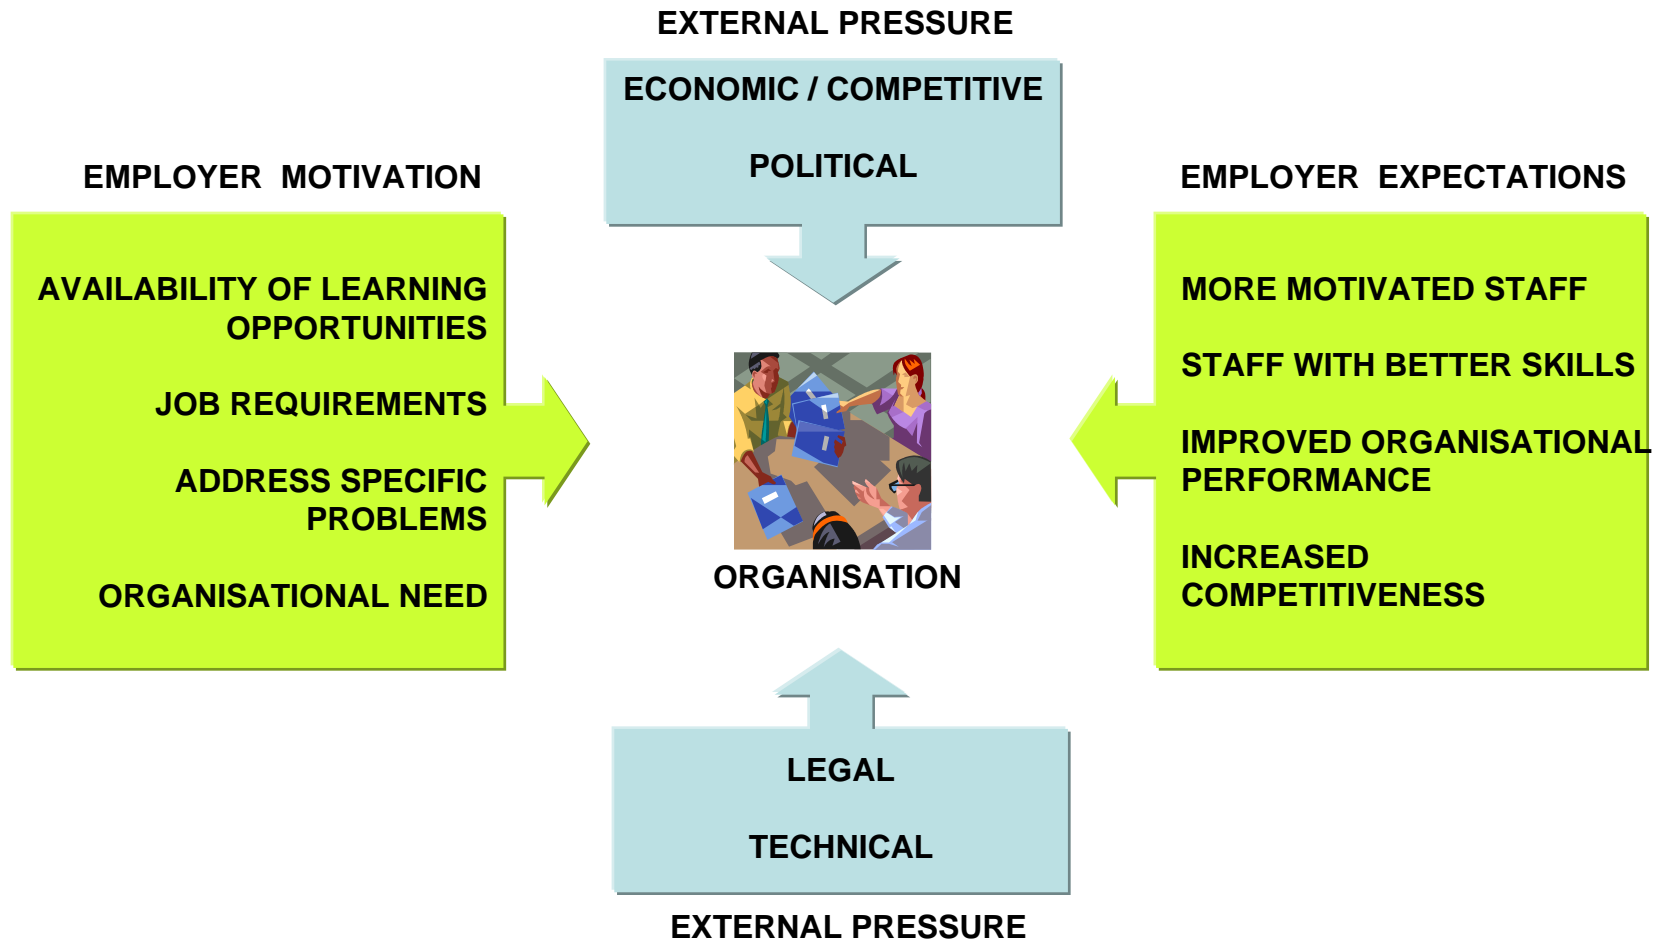 EXTERNAL PRESSURE
ECONOMIC / COMPETITIVE
POLITICAL
EMPLOYER MOTIVATION
AVAILABILITY OF LEARNING
OPPORTUNITIES
JOB REQUIREMENTS
ADDRESS SPECIFIC
PROBLEMS
ORGANISATIONAL NEED
ORGANISATION
EMPLOYER EXPECTATIONS
MORE MOTIVATED STAFF
STAFF WITH BETTER SKILLS
IMPROVED ORGANISATIONAL
PERFORMANCE
INCREASED
COMPETITIVENESS
LEGAL
TECHNICAL
EXTERNAL PRESSURE